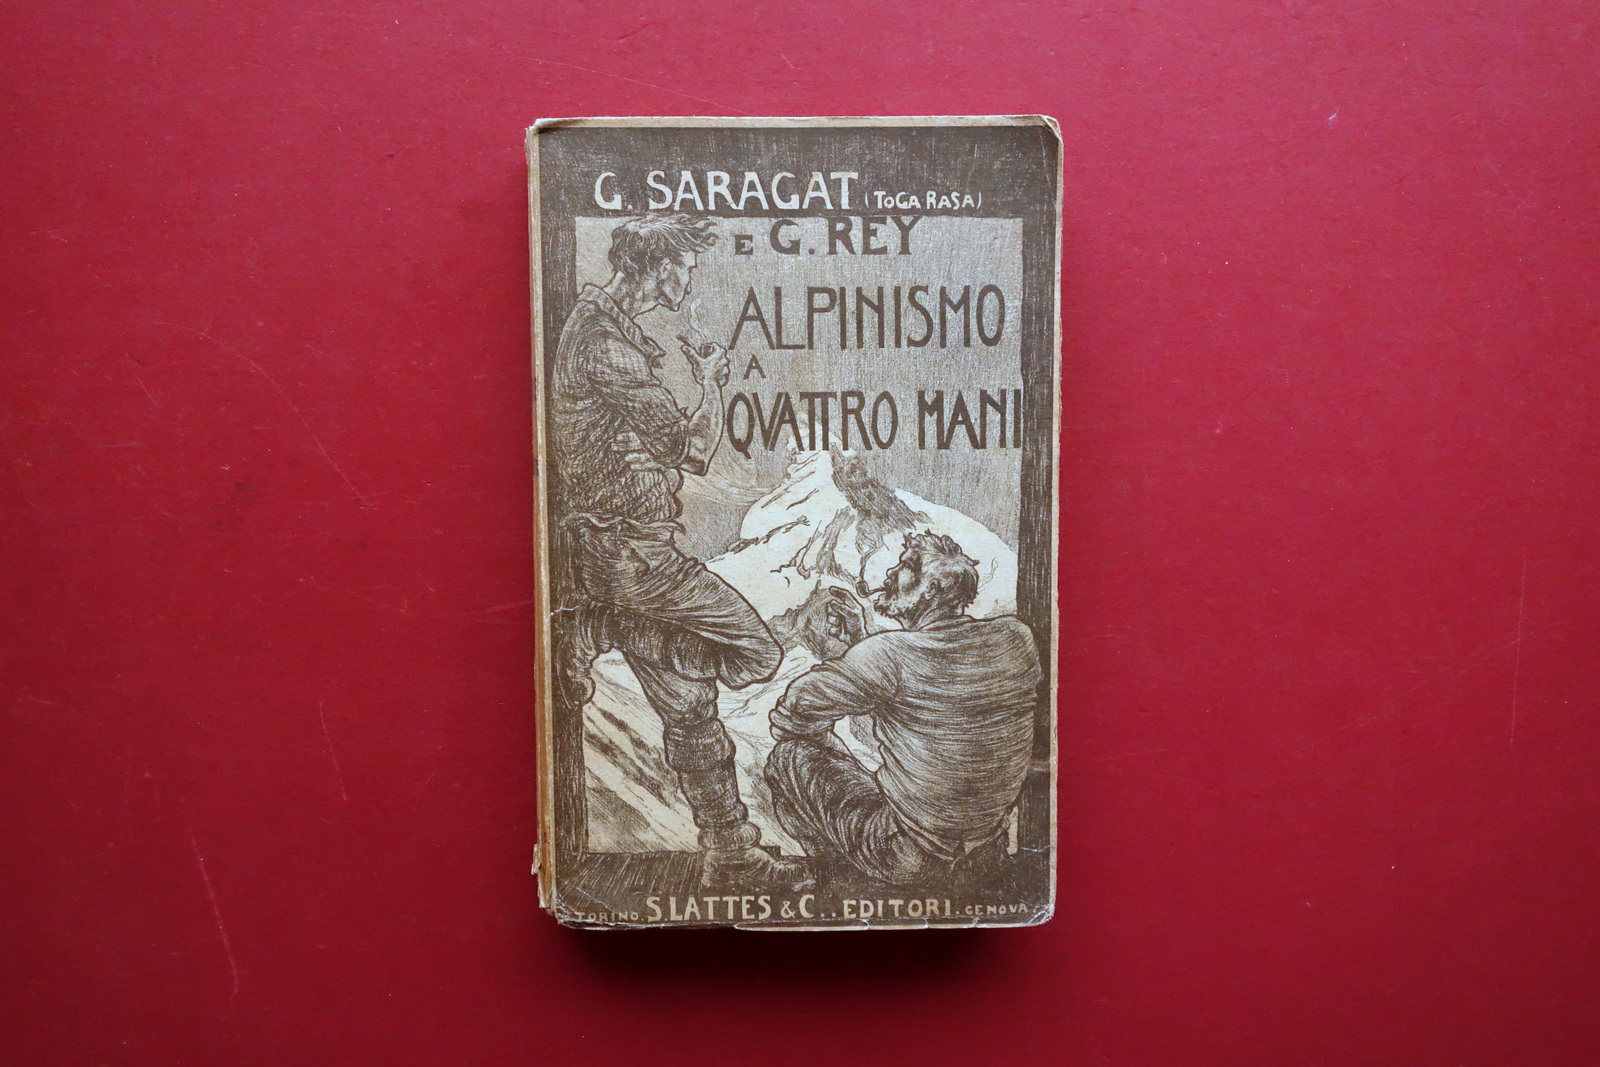 G. SARAGAT (TOGA RASA)
E G. REY
ALPINISMO
A
QVATTRO MANI
TORINO. S. LATTES & C.. EDITORI. GENOVA.